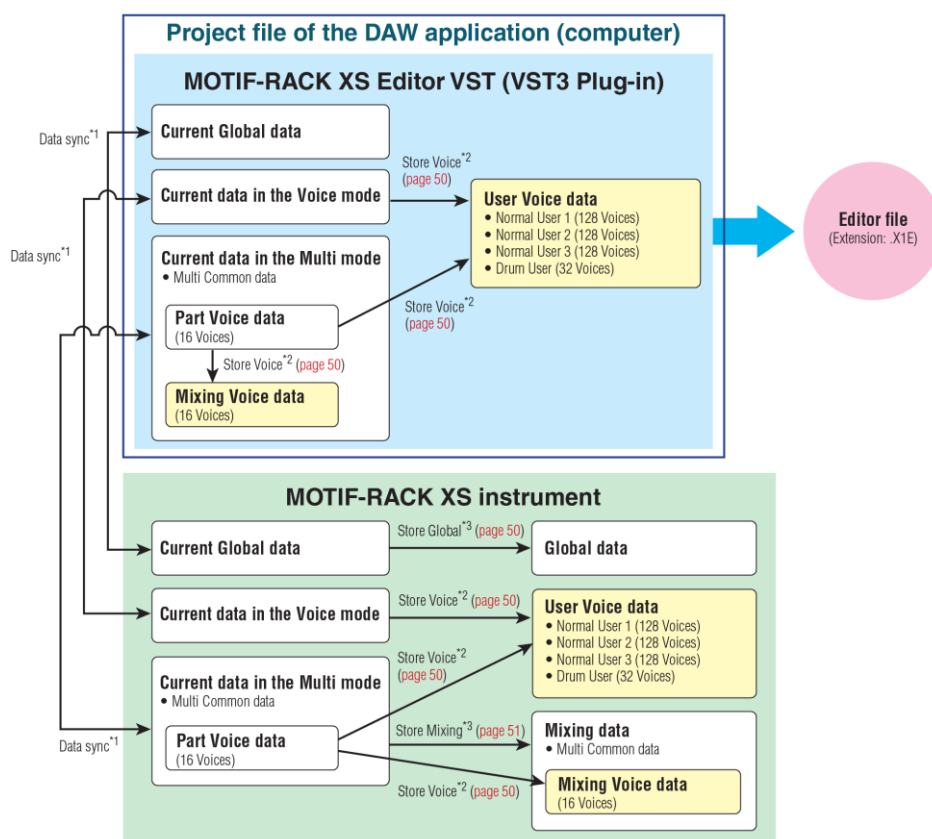 Project file of the DAW application (computer)
MOTIF-RACK XS Editor VST (VST3 Plug-in)
Data sync*1
Current Global data
Store Voice*2
(page 50)
Current data in the Voice mode
User Voice data
• Normal User 1 (128 Voices)
• Normal User 2 (128 Voices)
• Normal User 3 (128 Voices)
• Drum User (32 Voices)
Editor file
(Extension: .X1E)
Data sync*1
Current data in the Multi mode
• Multi Common data
Part Voice data
(16 Voices)
Store Voice*2
(page 50)
Store Voice*2 (page 50)
Mixing Voice data
(16 Voices)
MOTIF-RACK XS instrument
Current Global data
Store Global*3 (page 50)
Global data
Current data in the Voice mode
Store Voice*2 (page 50)
User Voice data
• Normal User 1 (128 Voices)
• Normal User 2 (128 Voices)
• Normal User 3 (128 Voices)
• Drum User (32 Voices)
Store Voice*2
(page 50)
Current data in the Multi mode
• Multi Common data
Data sync*1
Part Voice data
(16 Voices)
Store Mixing*3 (page 51)
Mixing data
• Multi Common data
Store Voice*2 (page 50)
Mixing Voice data
(16 Voices)